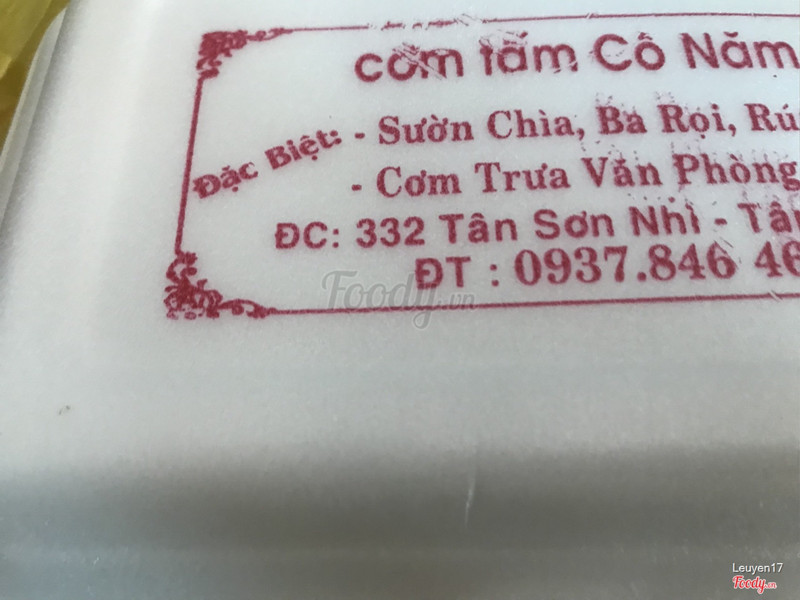 cơm tấm Cô Năm
Đặc Biệt: - Sườn Chìa, Ba Rọi,
- Cơm Trưa Văn Phòng
ĐC: 332 Tân Sơn Nhì -
ĐT : 0937.846
Foody.vn
Leuyen17
Foody.vn